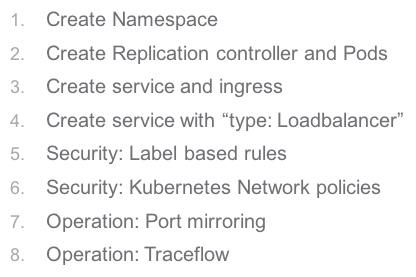 1. Create Namespace
2. Create Replication controller and Pods
3. Create service and ingress
4. Create service with “type: Loadbalancer”
5. Security: Label based rules
6. Security: Kubernetes Network policies
7. Operation: Port mirroring
8. Operation: Traceflow